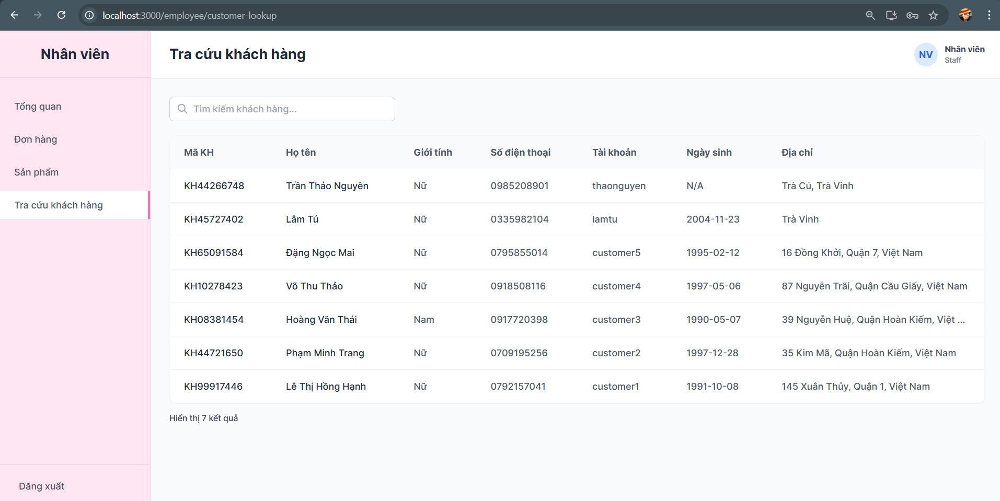 localhost:3000/employee/customer-lookup
Nhân viên
Tra cứu khách hàng
NV
Nhân viên
Staff
Tổng quan
Đơn hàng
Sản phẩm
Tra cứu khách hàng
Đăng xuất
Tìm kiếm khách hàng...
Mã KH Họ tên Giới tính Số điện thoại Tài khoản Ngày sinh Địa chỉ
KH44266748 Trần Thảo Nguyên Nữ 0985208901 thaonguyen N/A Trà Cú, Trà Vinh
KH45727402 Lâm Tú Nữ 0335982104 lamtu 2004-11-23 Trà Vinh
KH65091584 Đặng Ngọc Mai Nữ 0795855014 customer5 1995-02-12 16 Đồng Khởi, Quận 7, Việt Nam
KH10278423 Võ Thu Thảo Nữ 0918508116 customer4 1997-05-06 87 Nguyễn Trãi, Quận Cầu Giấy, Việt Nam
KH08381454 Hoàng Văn Thái Nam 0917720398 customer3 1990-05-07 39 Nguyễn Huệ, Quận Hoàn Kiếm, Việt ...
KH44721650 Phạm Minh Trang Nữ 0709195256 customer2 1997-12-28 35 Kim Mã, Quận Hoàn Kiếm, Việt Nam
KH99917446 Lê Thị Hồng Hạnh Nữ 0792157041 customer1 1991-10-08 145 Xuân Thủy, Quận 1, Việt Nam
Hiển thị 7 kết quả